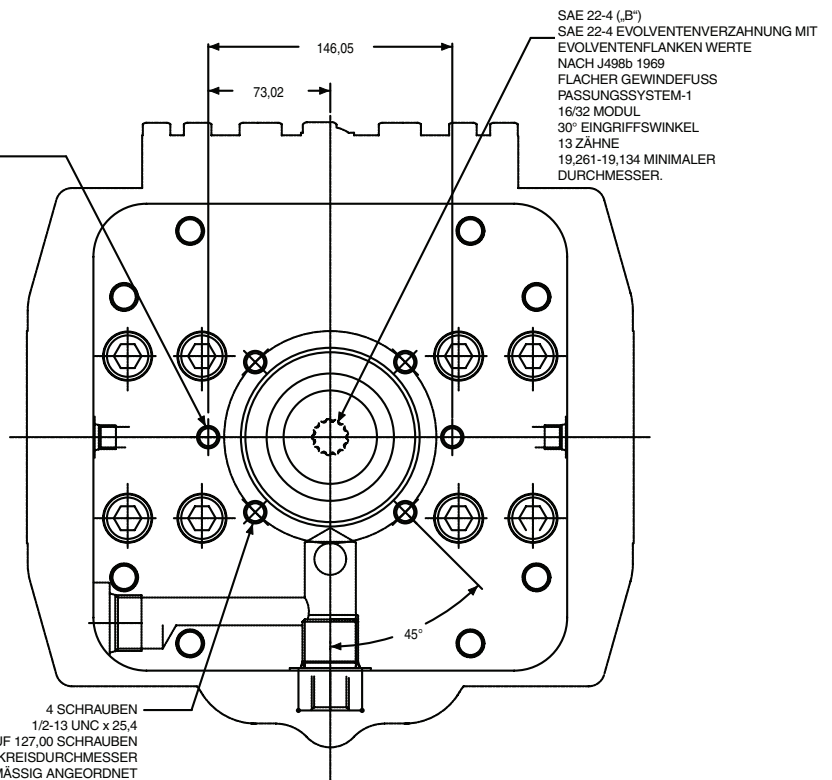 SAE 22-4 („B“)
SAE 22-4 EVOLVENTENVERZAHNUNG MIT
EVOLVENTENFLANKEN WERTE
NACH J498b 1969
FLACHER GEWINDEFUSS
PASSUNGSSYSTEM-1
16/32 MODUL
30° EINGRIFFSWINKEL
13 ZÄHNE
19,261-19,134 MINIMALER
DURCHMESSER.
146,05
73,02
45°
4 SCHRAUBEN
1/2-13 UNC x 25,4
127,00 SCHRAUBEN
KREISDURCHMESSER
ANGEORDNET